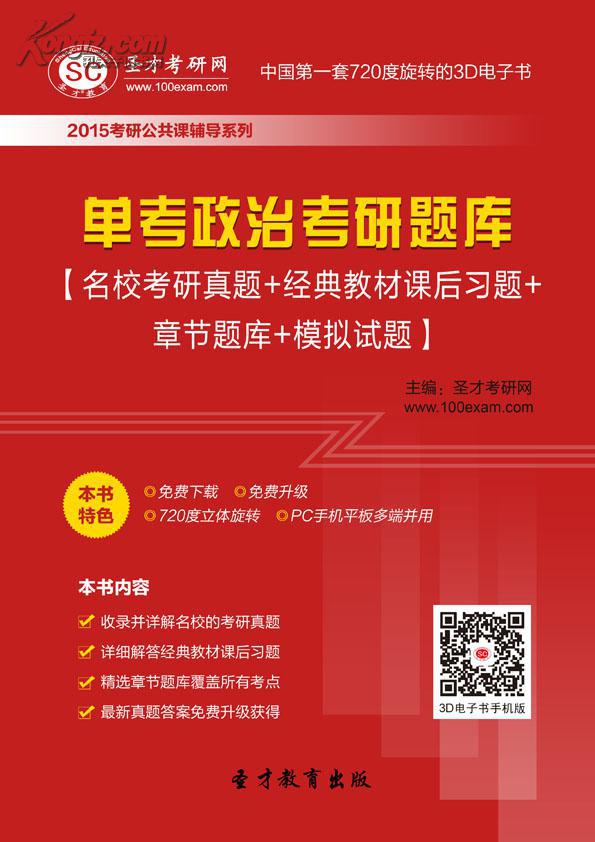 Kongfz.com
SC
圣才教育
圣才考研网
www.100exam.com
中国第一套720度旋转的3D电子书
2015考研公共课辅导系列
单考政治考研题库
【名校考研真题+经典教材课后习题+
章节题库+模拟试题】
主编：圣才考研网
www.100exam.com
本书
特色
免费下载 免费升级
720度立体旋转 PC手机平板多端并用
本书内容
收录并详解名校的考研真题
详细解答经典教材课后习题
精选章节题库覆盖所有考点
最新真题答案免费升级获得
SC
3D电子书手机版
圣才教育出版